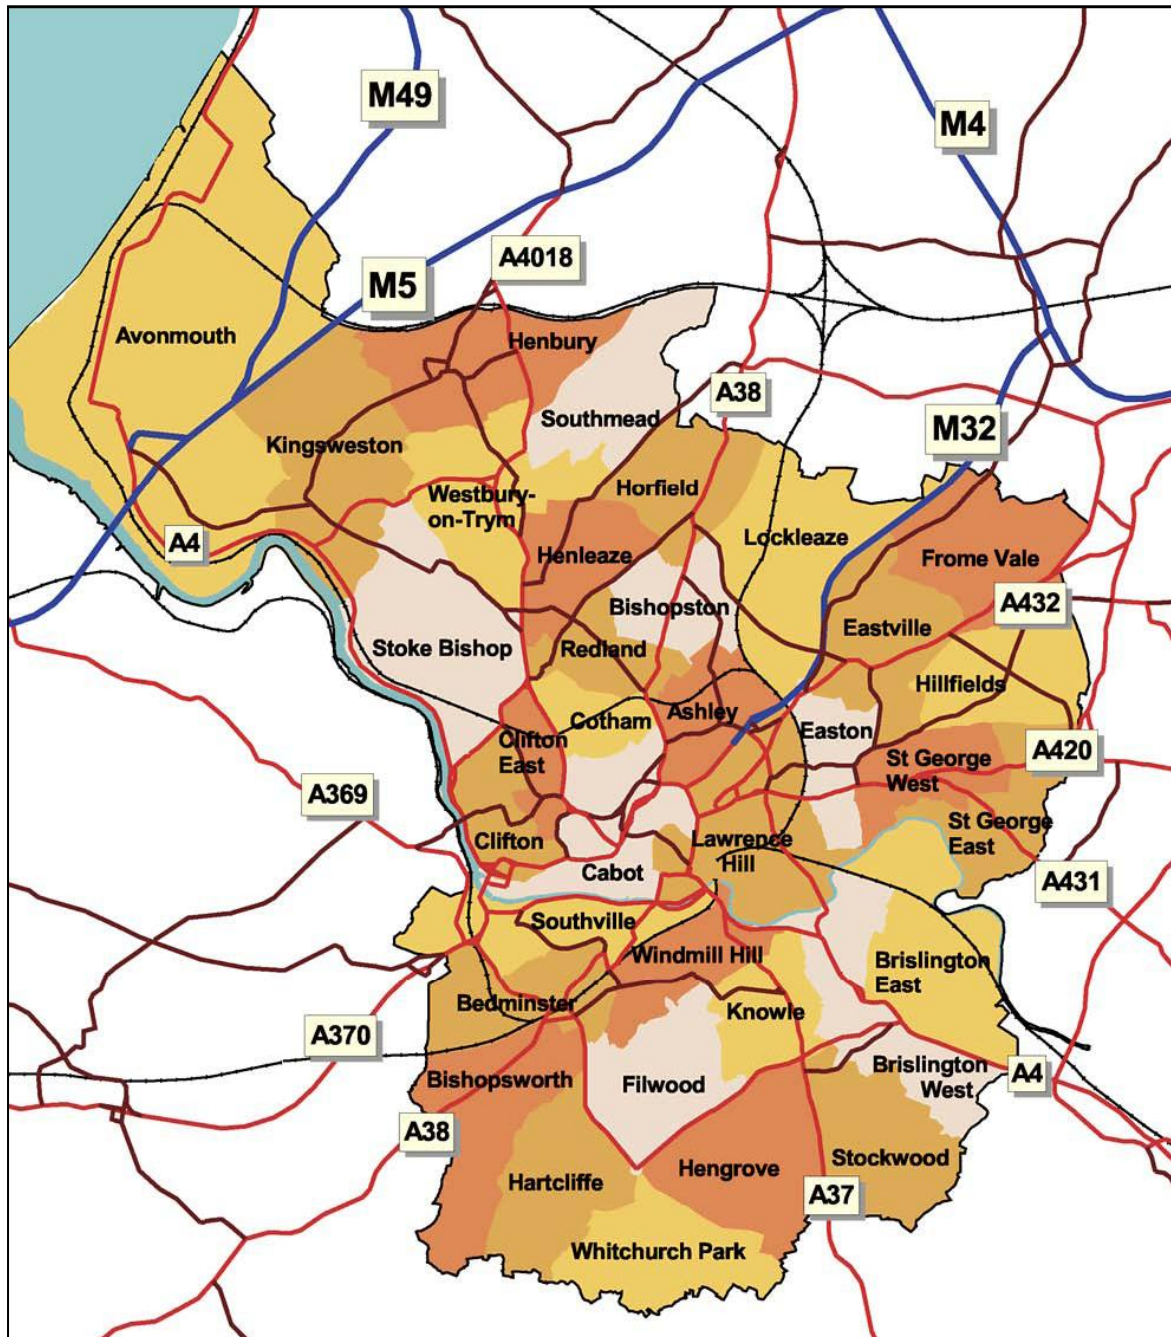 M49
M4
A4018
M5
Avonmouth
Henbury
A38
Southmead
M32
Kingsweston
Horfield
Westbury-
on-Trym
Lockleaze
A4
Henleaze
Frome Vale
A432
Bishopston
Eastville
Stoke Bishop
Redland
Hillfields
Cotham
Ashley
Easton
Clifton
East
A420
St George
West
A369
St George
East
Clifton
Lawrence
Hill
Cabot
A431
Southville
Windmill Hill
Brislington
East
Bedminster
Knowle
A370
Bishopsworth
Filwood
Brislington
West
A4
A38
Stockwood
Hengrove
Hartcliffe
A37
Whitchurch Park